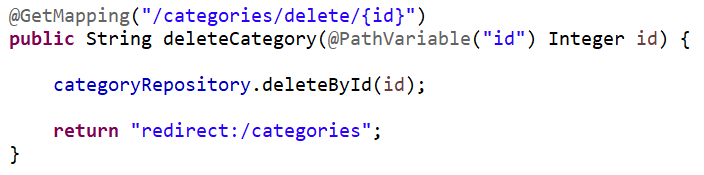 @GetMapping("/categories/delete/{id}")
public String deleteCategory(@PathVariable("id") Integer id) {
categoryRepository.deleteById(id);
return "redirect:/categories";
}